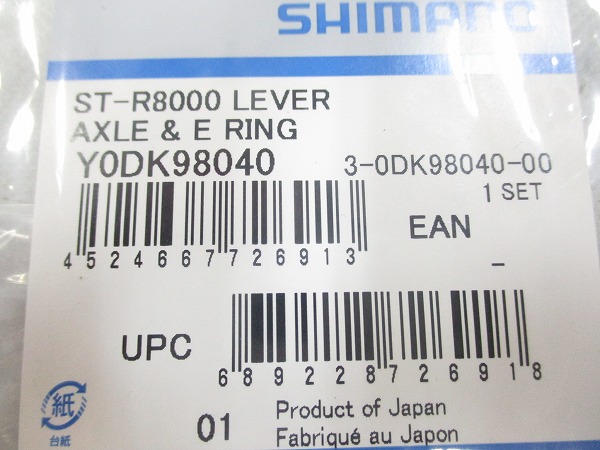 SHIMANO
ST-R8000 LEVER
AXLE & E RING
Y0DK98040 3-0DK98040-00
1 SET
EAN
4524667726913
–
UPC
689228726918
紙
台紙
01
Product of Japan
Fabriqué au Japon